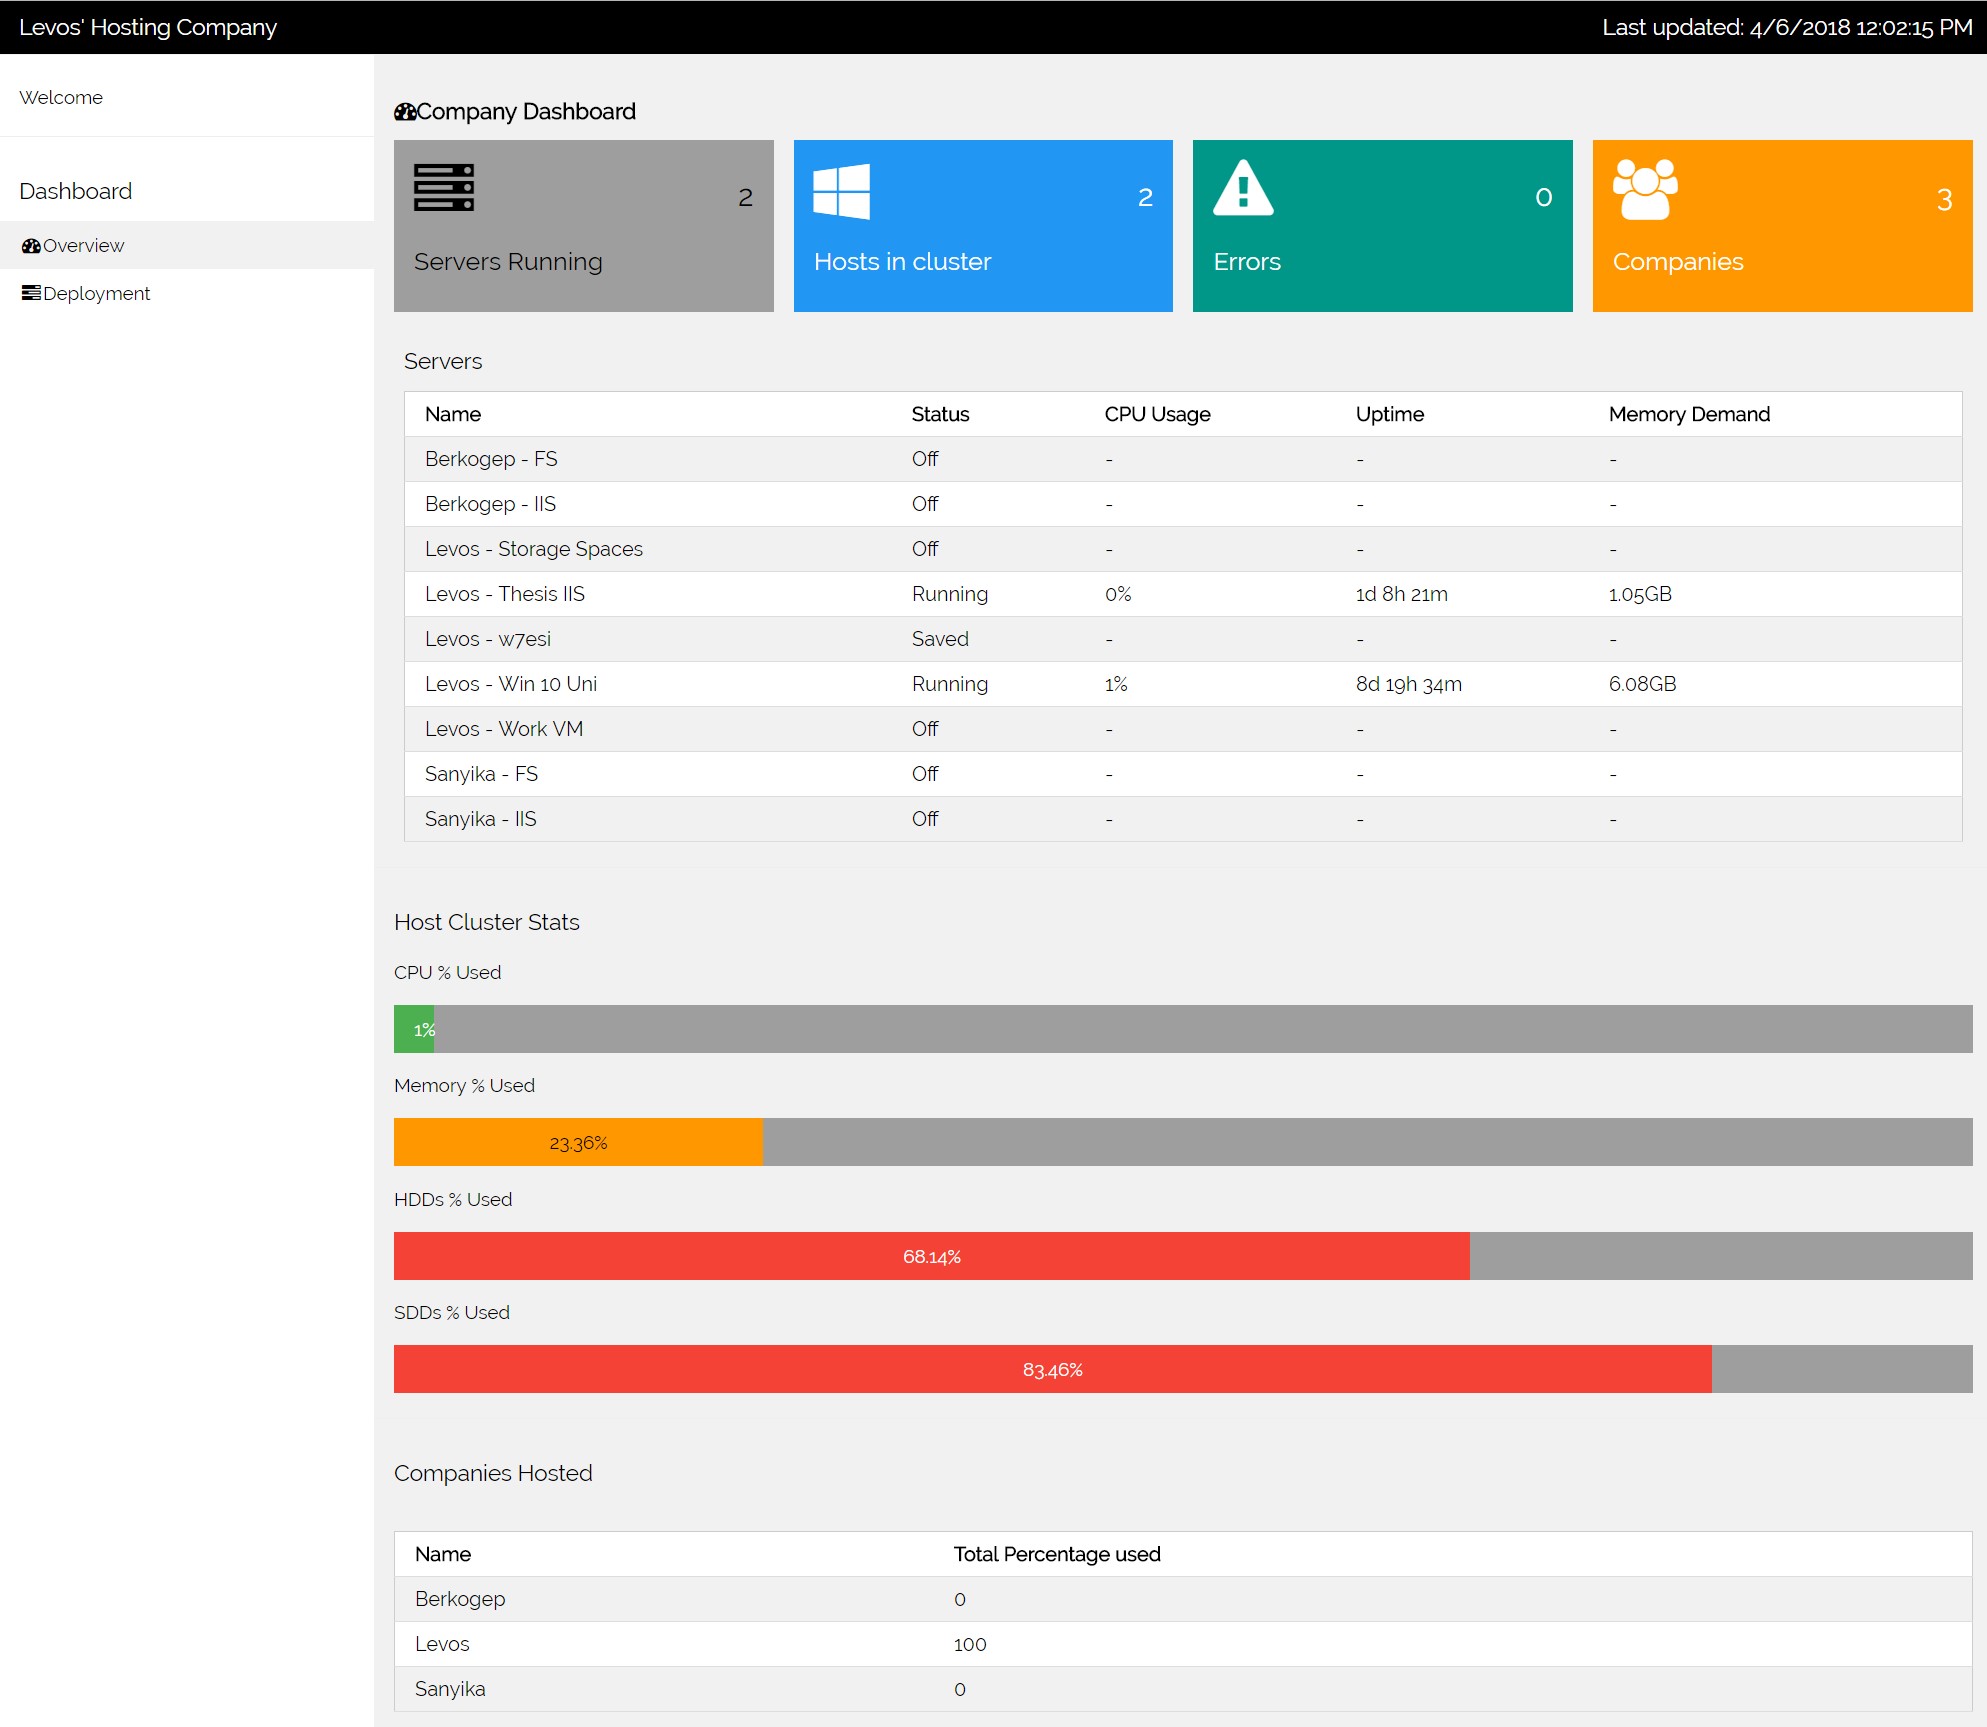 Levos' Hosting Company Last updated: 4/6/2018 12:02:15 PM
Welcome
Dashboard
Overview
Deployment
Company Dashboard
2
Servers Running
2
Hosts in cluster
0
Errors
3
Companies
Servers
Name Status CPU Usage Uptime Memory Demand
Berkogep - FS Off - - -
Berkogep - IIS Off - - -
Levos - Storage Spaces Off - - -
Levos - Thesis IIS Running 0% 1d 8h 21m 1.05GB
Levos - w7esi Saved - - -
Levos - Win 10 Uni Running 1% 8d 19h 34m 6.08GB
Levos - Work VM Off - - -
Sanyika - FS Off - - -
Sanyika - IIS Off - - -
Host Cluster Stats
CPU % Used
1%
Memory % Used
23.36%
HDDs % Used
68.14%
SDDs % Used
83.46%
Companies Hosted
Name Total Percentage used
Berkogep 0
Levos 100
Sanyika 0